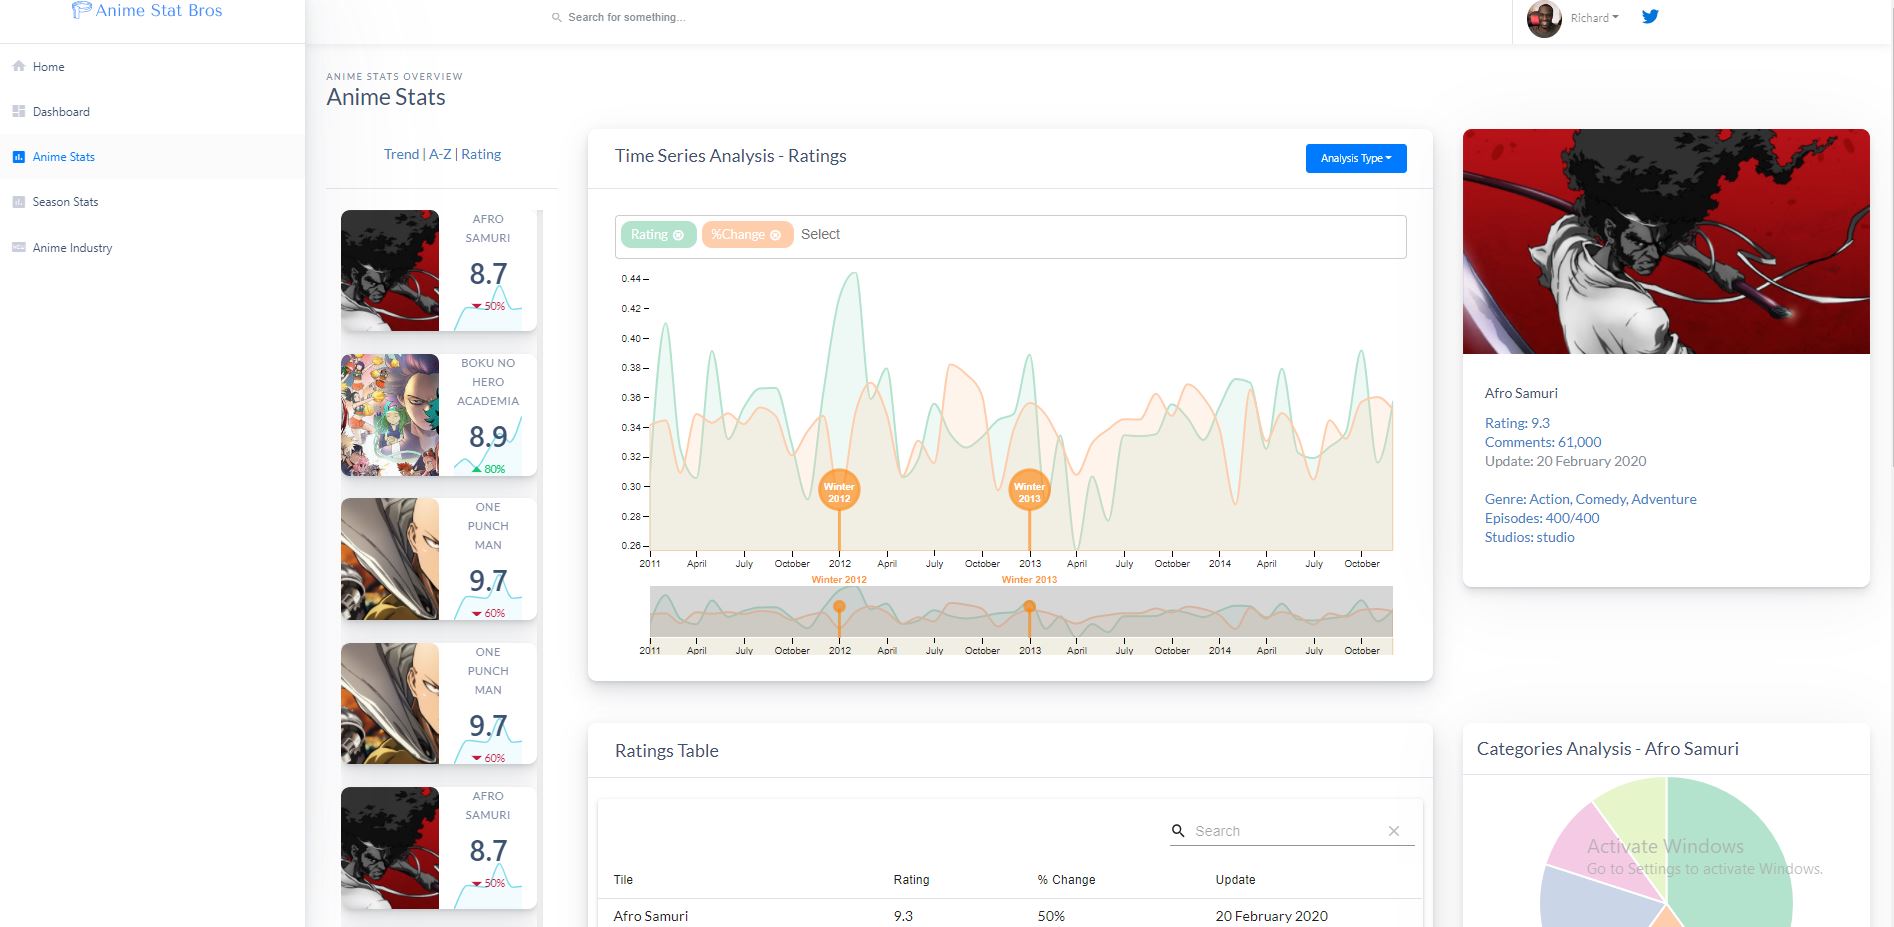 Anime Stat Bros
Search for something...
Richard
Home
Dashboard
Anime Stats
Season Stats
Anime Industry
ANIME STATS OVERVIEW
Anime Stats
Trend | A-Z | Rating
AFRO
SAMURI
8.7
50%
BOKU NO
HERO
ACADEMIA
8.9
80%
ONE
PUNCH
MAN
9.7
60%
ONE
PUNCH
MAN
9.7
60%
AFRO
SAMURI
8.7
50%
Time Series Analysis - Ratings
Analysis Type
Rating %Change Select
0.44
0.42
0.40
0.38
0.36
0.34
0.32
0.30
0.28
0.26
Winter
2012
Winter
2013
2011 April July October 2012 April July October 2013 April July October 2014 April July October
Winter 2012 Winter 2013
2011 April July October 2012 April July October 2013 April July October 2014 April July October
Afro Samuri
Rating: 9.3
Comments: 61,000
Update: 20 February 2020
Genre: Action, Comedy, Adventure
Episodes: 400/400
Studios: studio
Ratings Table
Search
Tile Rating % Change Update
Afro Samuri 9.3 50% 20 February 2020
Categories Analysis - Afro Samuri
Activate Windows
Go to Settings to activate Windows.